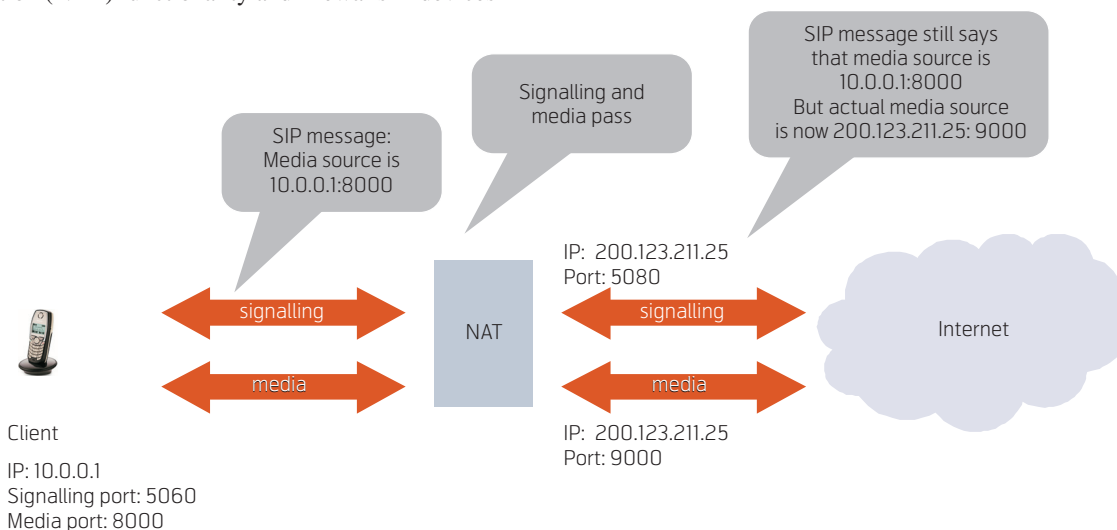 SIP message still says
that media source is
10.0.0.1:8000
But actual media source
is now 200.123.211.25: 9000
Signalling and
media pass
SIP message:
Media source is
10.0.0.1:8000
IP: 200.123.211.25
Port: 5080
signalling
signalling
NAT
Internet
media
media
Client
IP: 10.0.0.1
Signalling port: 5060
Media port: 8000
IP: 200.123.211.25
Port: 9000